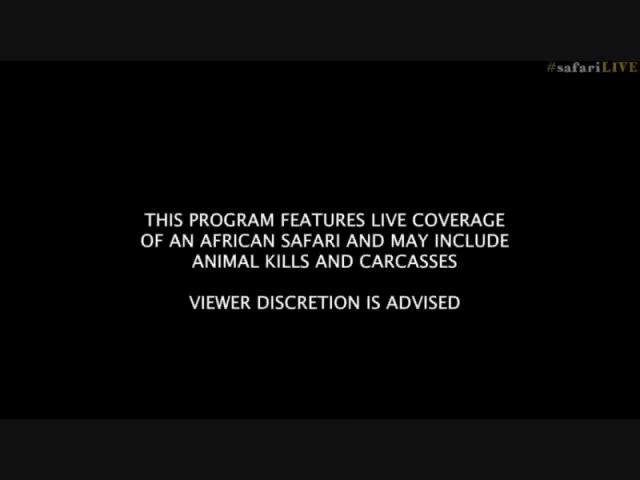 #safariLIVE
THIS PROGRAM FEATURES LIVE COVERAGE
OF AN AFRICAN SAFARI AND MAY INCLUDE
ANIMAL KILLS AND CARCASSES
VIEWER DISCRETION IS ADVISED